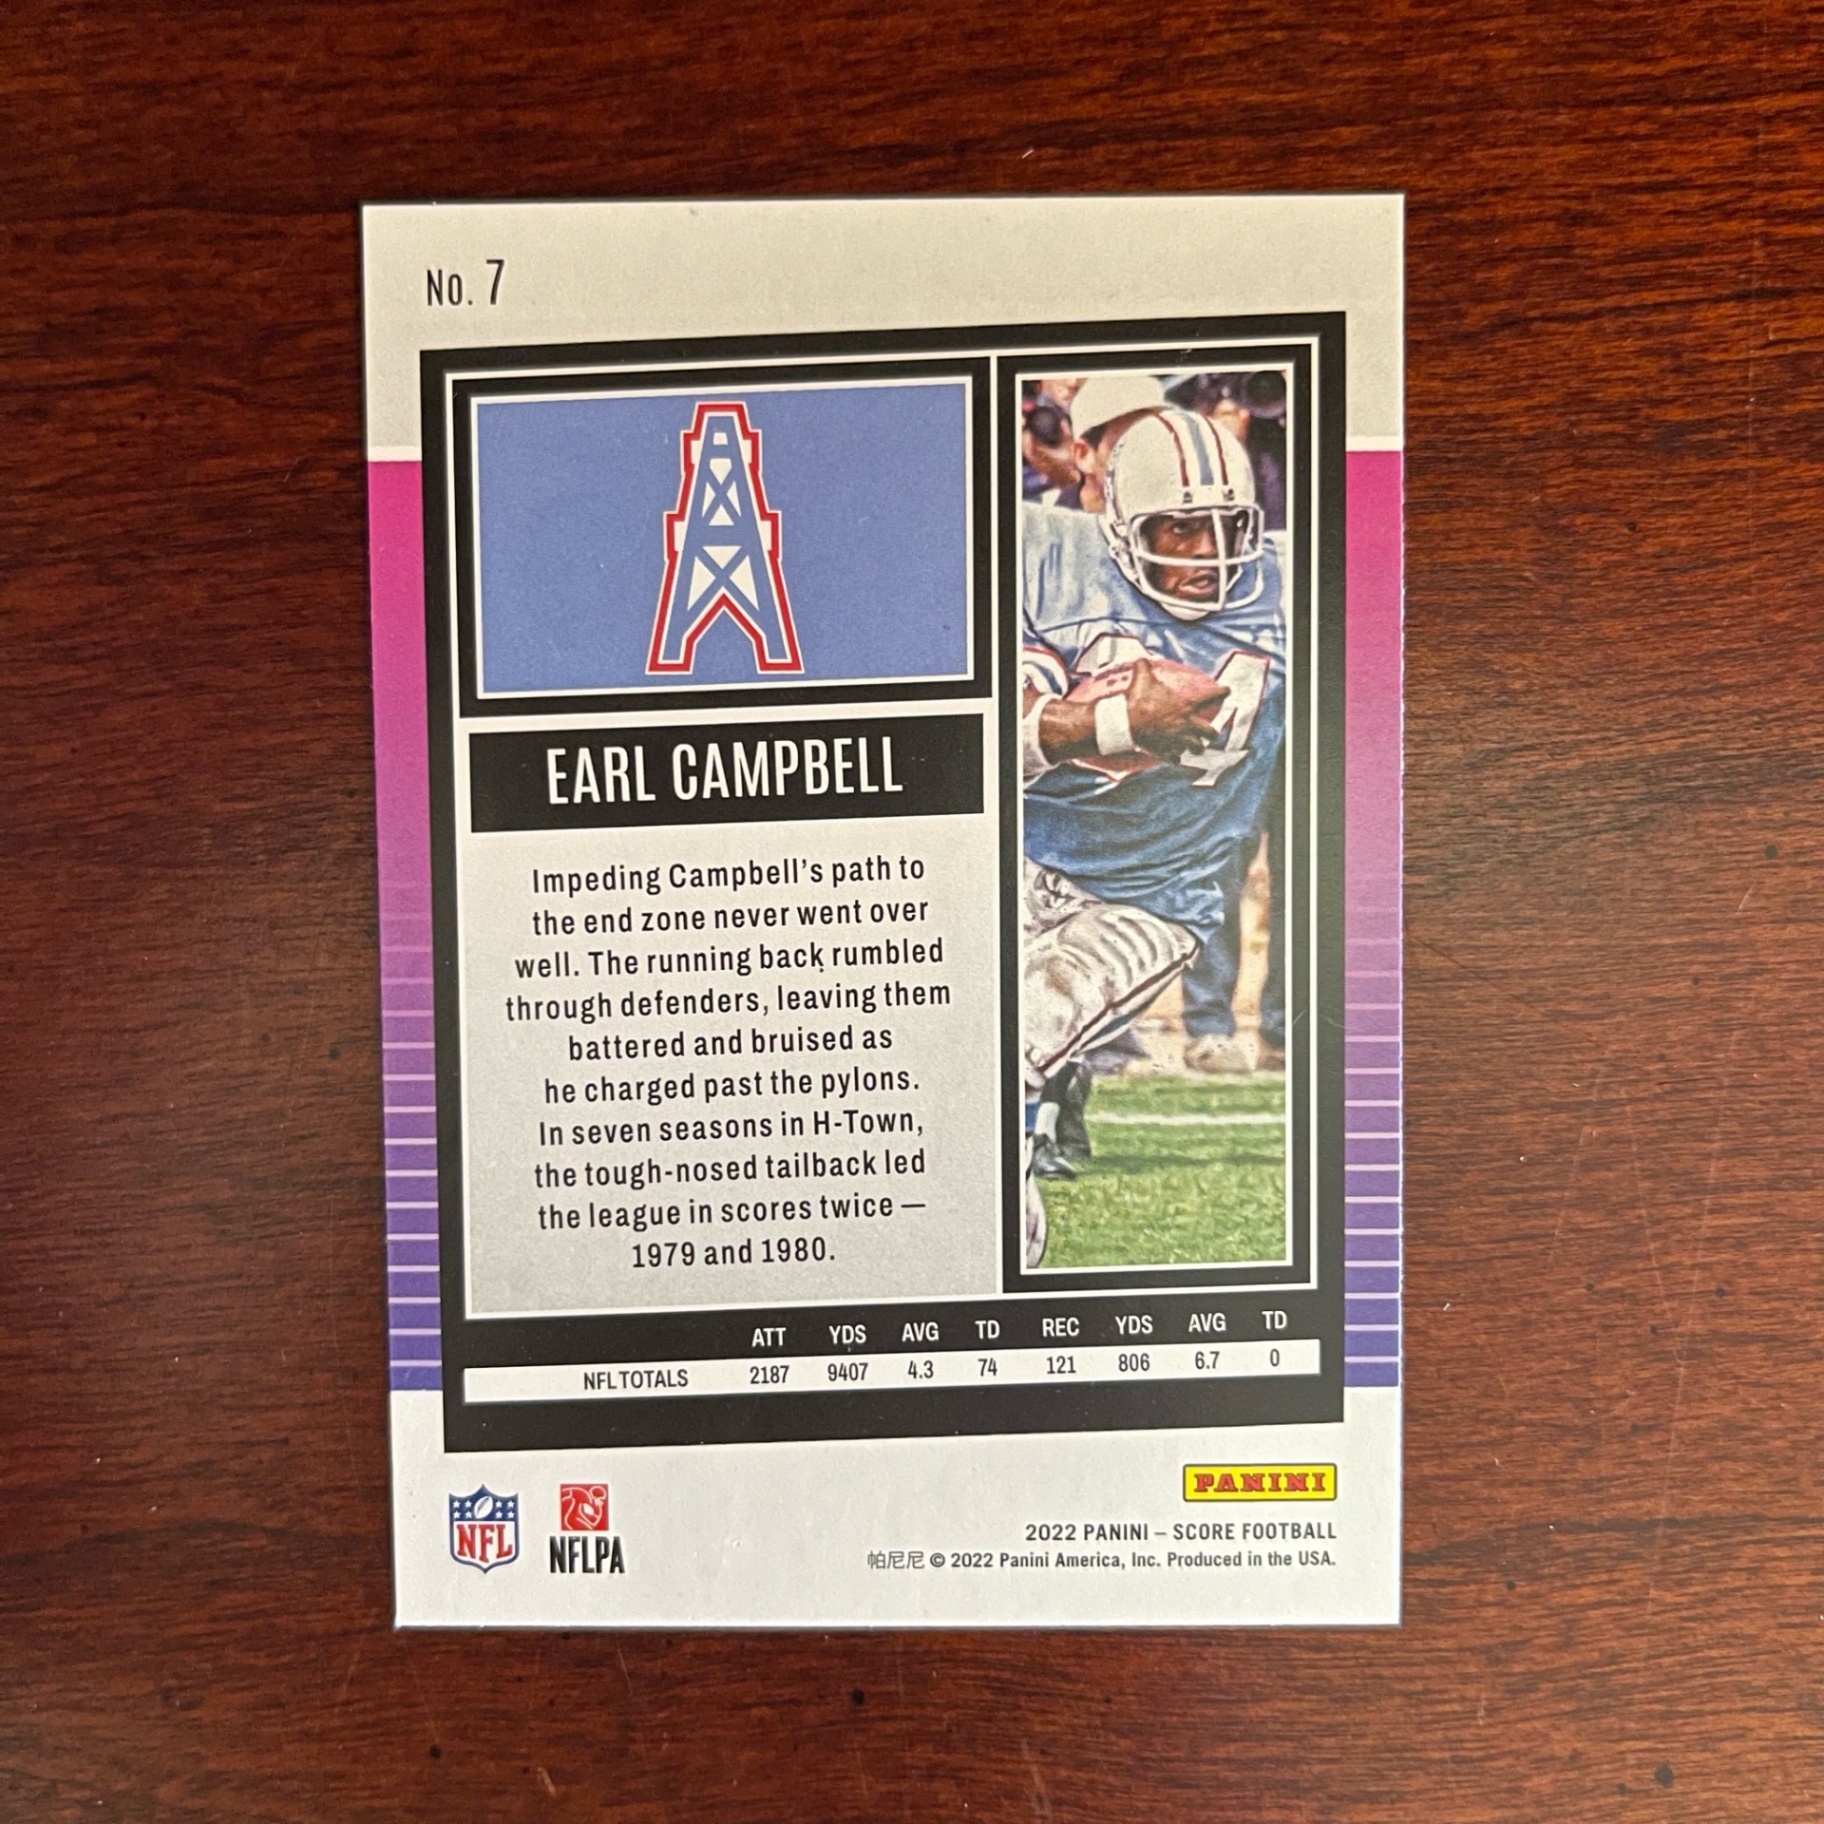 No. 7
EARL CAMPBELL
Impeding Campbell's path to
the end zone never went over
well. The running back rumbled
through defenders, leaving them
battered and bruised as
he charged past the pylons.
In seven seasons in H-Town,
the tough-nosed tailback led
the league in scores twice —
1979 and 1980.
ATT YDS AVG TD REC YDS AVG TD
NFL TOTALS 2187 9407 4.3 74 121 806 6.7 0
PANINI
NFL NFLPA
2022 PANINI – SCORE FOOTBALL
帕尼尼 © 2022 Panini America, Inc. Produced in the USA.